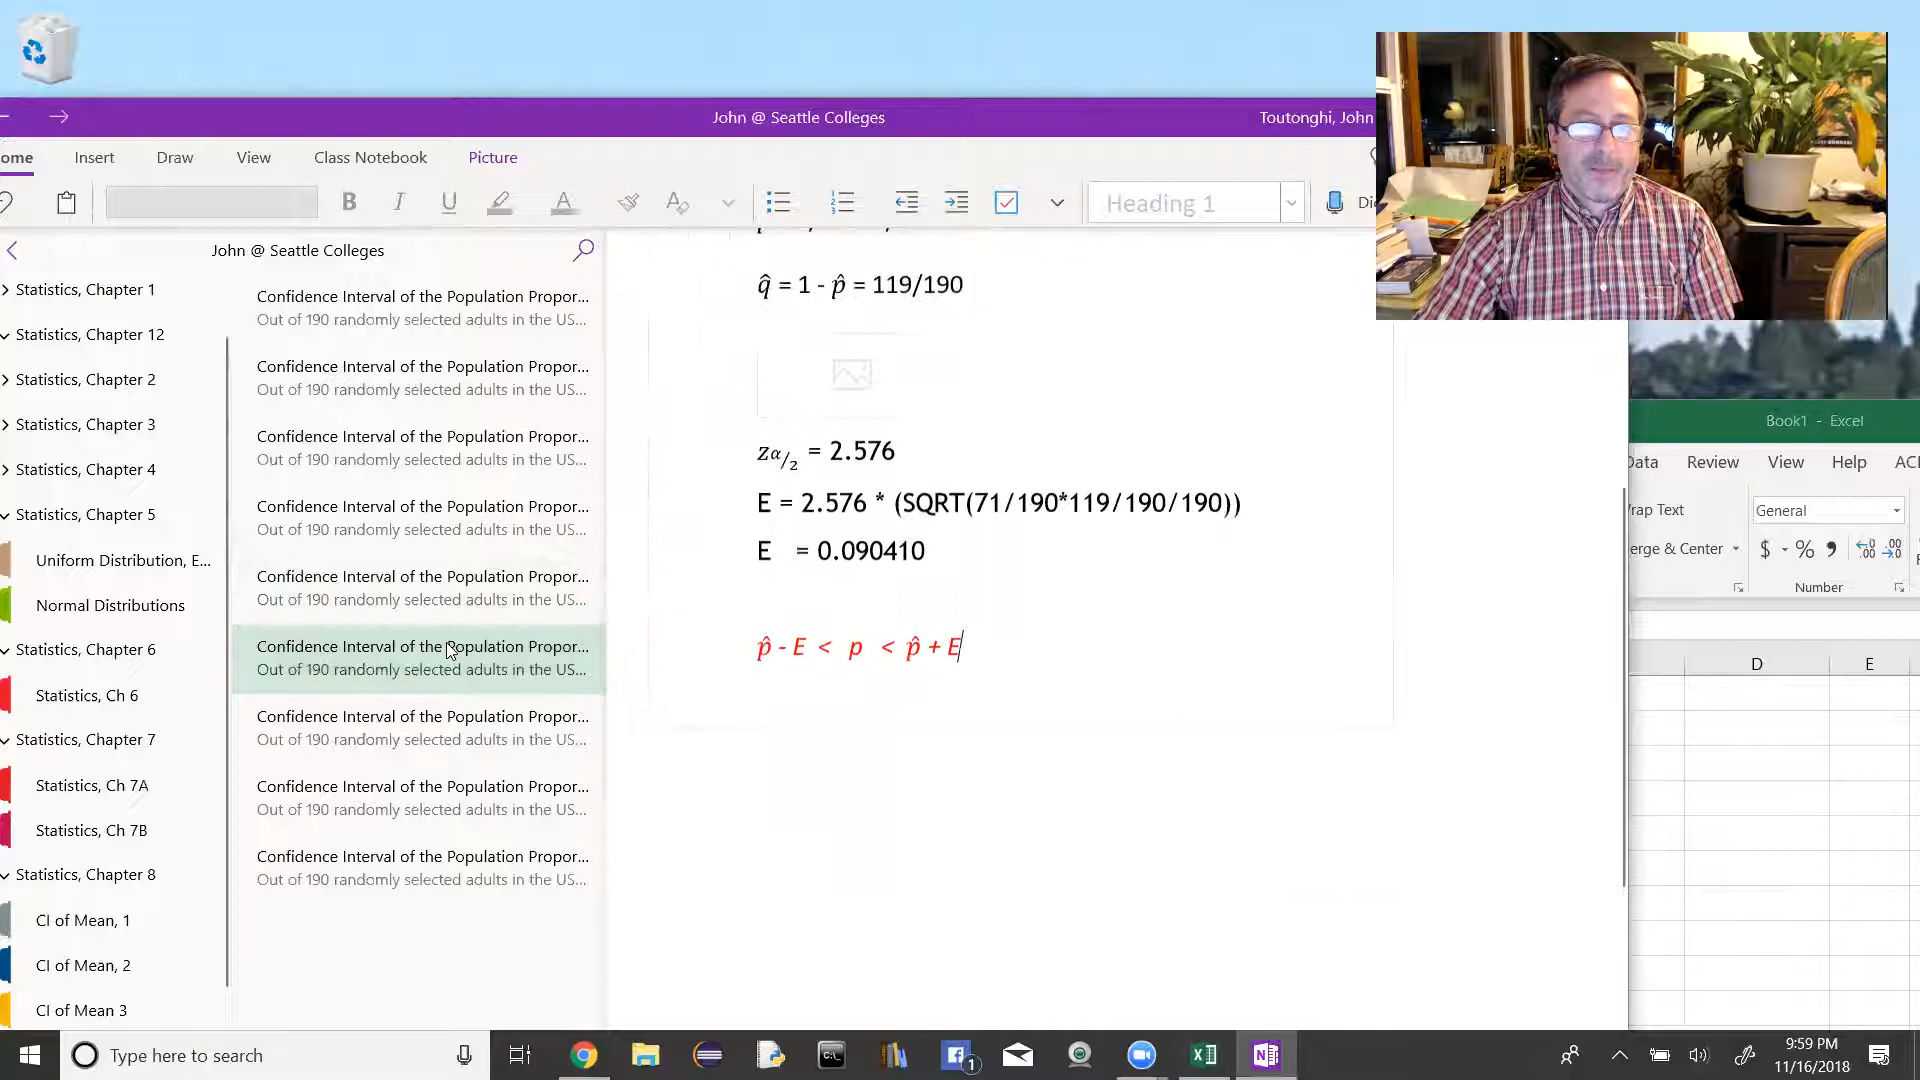 John @ Seattle Colleges
Toutonghi, John
ome
Insert
Draw
View
Class Notebook
Picture
B
I
U
A
Heading 1
John @ Seattle Colleges
Statistics, Chapter 1
Statistics, Chapter 12
Statistics, Chapter 2
Statistics, Chapter 3
Statistics, Chapter 4
Statistics, Chapter 5
Uniform Distribution, E...
Normal Distributions
Statistics, Chapter 6
Statistics, Ch 6
Statistics, Chapter 7
Statistics, Ch 7A
Statistics, Ch 7B
Statistics, Chapter 8
CI of Mean, 1
CI of Mean, 2
CI of Mean 3
Confidence Interval of the Population Propor...
Out of 190 randomly selected adults in the US...
Confidence Interval of the Population Propor...
Out of 190 randomly selected adults in the US...
Confidence Interval of the Population Propor...
Out of 190 randomly selected adults in the US...
Confidence Interval of the Population Propor...
Out of 190 randomly selected adults in the US...
Confidence Interval of the Population Propor...
Out of 190 randomly selected adults in the US...
Confidence Interval of the Population Propor...
Out of 190 randomly selected adults in the US...
Confidence Interval of the Population Propor...
Out of 190 randomly selected adults in the US...
Confidence Interval of the Population Propor...
Out of 190 randomly selected adults in the US...
Confidence Interval of the Population Propor...
Out of 190 randomly selected adults in the US...
q̂ = 1 - p̂ = 119/190
zα/2 = 2.576
E = 2.576 * (SQRT(71/190*119/190/190))
E = 0.090410
p̂ - E < p < p̂ + E
Book1 - Excel
Data
Review
View
Help
rap Text
General
erge & Center
$
%
Number
D
E
Type here to search
9:59 PM
11/16/2018